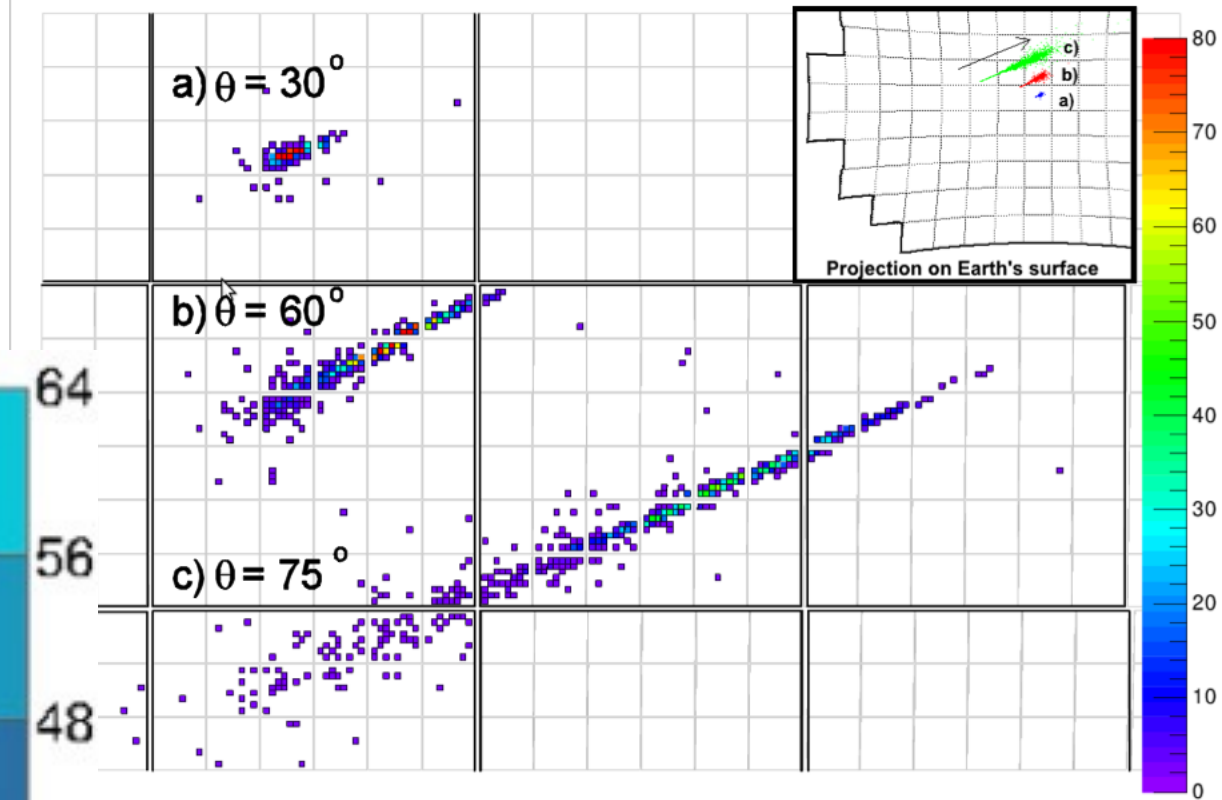 a) θ = 30°
b) θ = 60°
c) θ = 75°
c)
b)
a)
Projection on Earth's surface
80
70
60
50
40
30
20
10
0
64
56
48